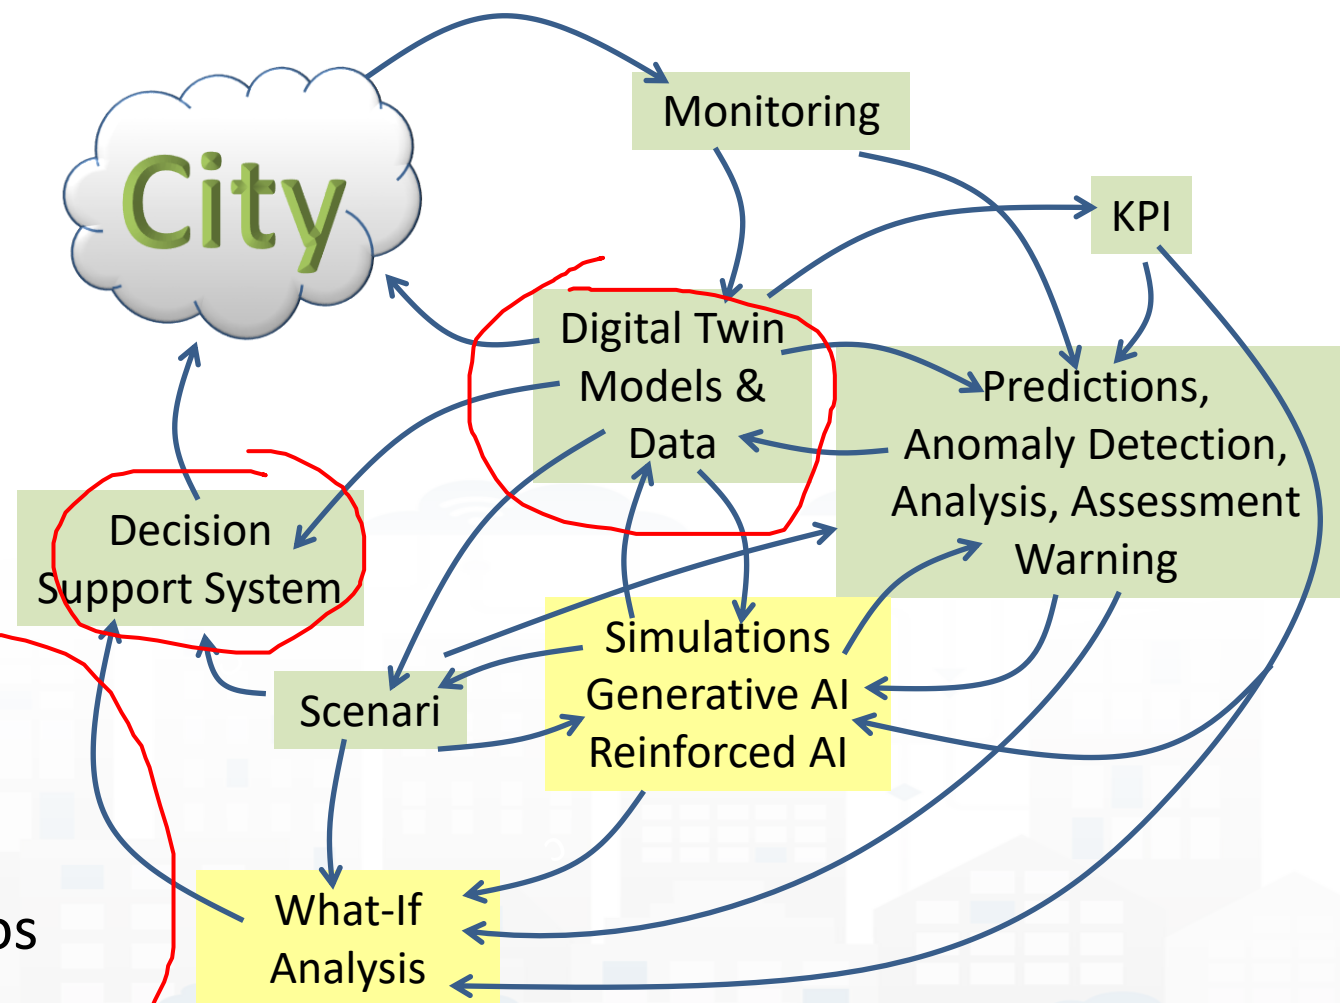 City
Monitoring
KPI
Digital Twin
Models &
Data
Predictions,
Anomaly Detection,
Analysis, Assessment
Warning
Decision
Support System
Simulations
Generative AI
Reinforced AI
Scenari
What-If
Analysis